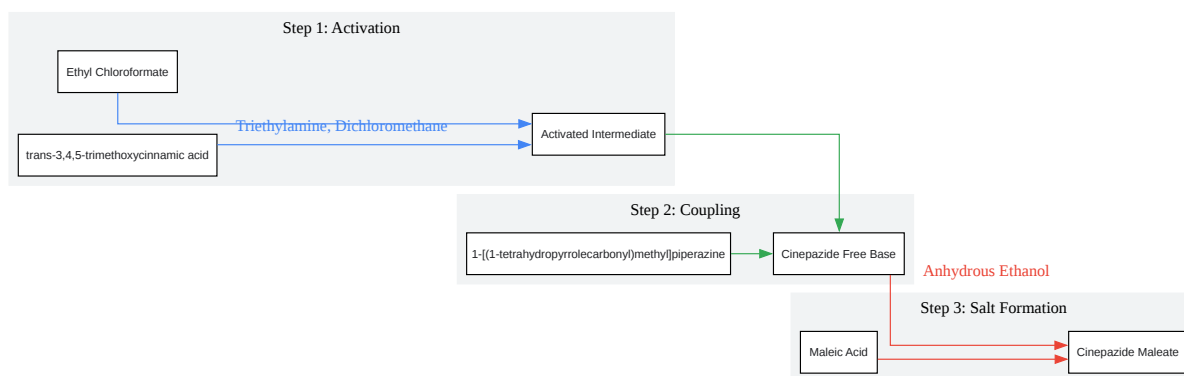 Step 1: Activation
Ethyl Chloroformate
Triethylamine, Dichloromethane
Activated Intermediate
trans-3,4,5-trimethoxycinnamic acid
Step 2: Coupling
1-[(1-tetrahydropyrrolecarbonyl)methyl]piperazine
Cinepazide Free Base
Anhydrous Ethanol
Step 3: Salt Formation
Maleic Acid
Cinepazide Maleate